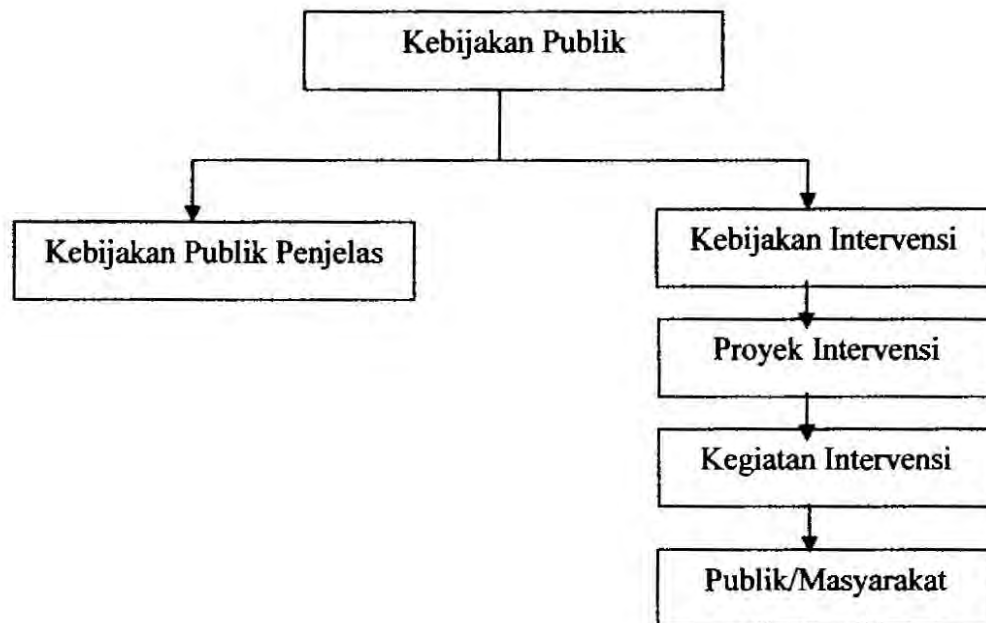 Kebijakan Publik
Kebijakan Publik Penjelas
Kebijakan Intervensi
Proyek Intervensi
Kegiatan Intervensi
Publik/Masyarakat